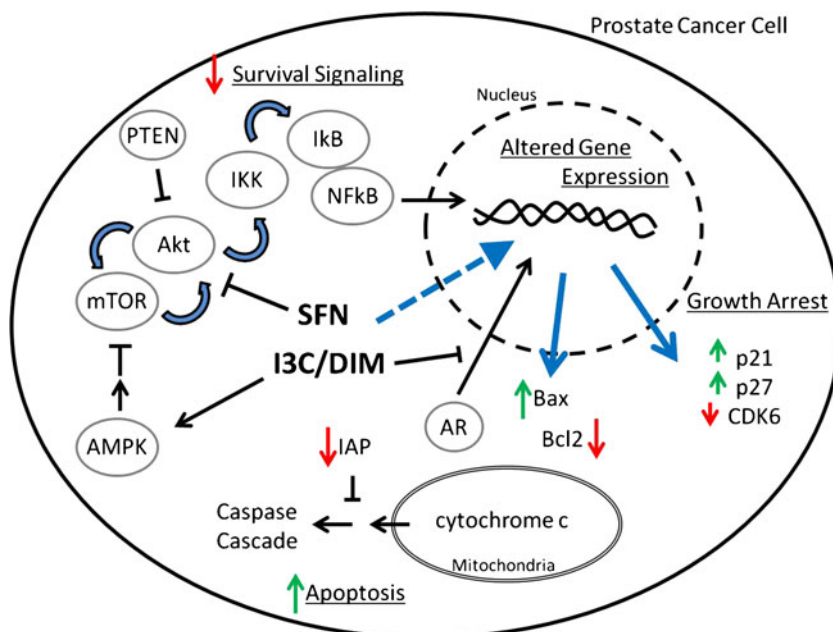 Prostate Cancer Cell
Survival Signaling
Nucleus
PTEN
IkB
IKK
NFkB
Altered Gene
Expression
Akt
mTOR
SFN
I3C/DIM
Growth Arrest
p21
p27
CDK6
AMPK
AR
Bax
Bcl2
IAP
Caspase
Cascade
cytochrome c
Mitochondria
Apoptosis